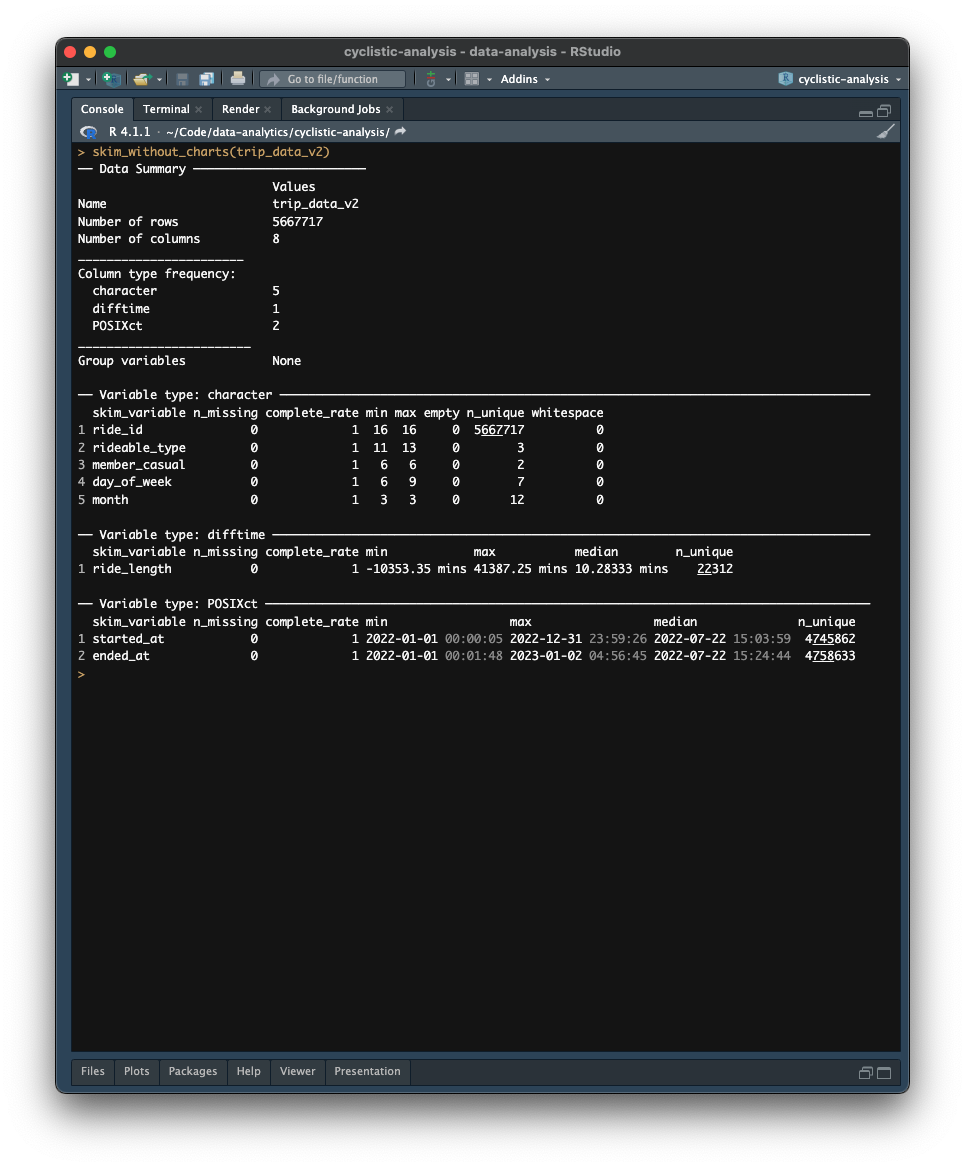 cyclistic-analysis - data-analysis - RStudio
Go to file/function Addins cyclistic-analysis
Console Terminal Render Background Jobs
R 4.1.1 · ~/Code/data-analytics/cyclistic-analysis/
> skim_without_charts(trip_data_v2)
── Data Summary ────────────────────────
Values
Name trip_data_v2
Number of rows 5667717
Number of columns 8
_______________________
Column type frequency:
character 5
difftime 1
POSIXct 2
________________________
Group variables None
── Variable type: character ────────────────────────
skim_variable n_missing complete_rate min max empty n_unique whitespace
1 ride_id 0 1 16 16 0 5667717 0
2 rideable_type 0 1 11 13 0 3 0
3 member_casual 0 1 6 6 0 2 0
4 day_of_week 0 1 6 9 0 7 0
5 month 0 1 3 3 0 12 0
── Variable type: difftime ────────────────────────
skim_variable n_missing complete_rate min max median n_unique
1 ride_length 0 1 -10353.35 mins 41387.25 mins 10.28333 mins 22312
── Variable type: POSIXct ────────────────────────
skim_variable n_missing complete_rate min max median n_unique
1 started_at 0 1 2022-01-01 00:00:05 2022-12-31 23:59:26 2022-07-22 15:03:59 4745862
2 ended_at 0 1 2022-01-01 00:01:48 2023-01-02 04:56:45 2022-07-22 15:24:44 4758633
>
Files Plots Packages Help Viewer Presentation